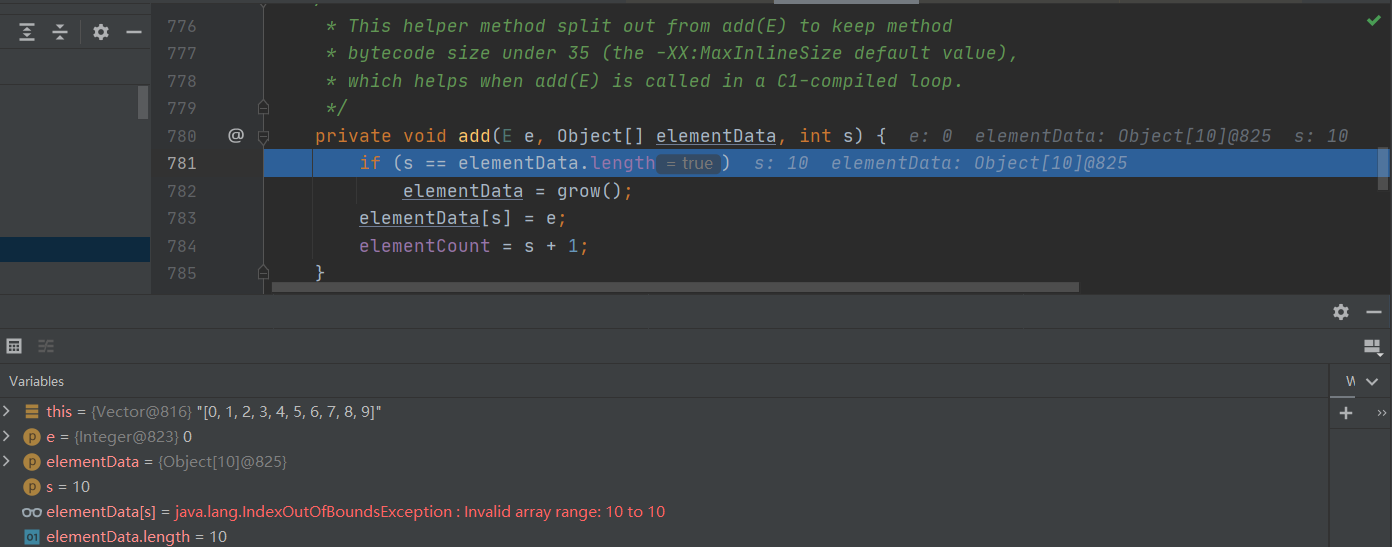 776 * This helper method split out from add(E) to keep method
777 * bytecode size under 35 (the -XX:MaxInlineSize default value),
778 * which helps when add(E) is called in a C1-compiled loop.
779 */
780 @ private void add(E e, Object[] elementData, int s) { e: 0 elementData: Object[10]@825 s: 10
781 if (s == elementData.length = true ) s: 10 elementData: Object[10]@825
782 elementData = grow();
783 elementData[s] = e;
784 elementCount = s + 1;
785 }
Variables
W
this = {Vector@816} "[0, 1, 2, 3, 4, 5, 6, 7, 8, 9]"
p e = {Integer@823} 0
p elementData = {Object[10]@825}
p s = 10
elementData[s] = java.lang.IndexOutOfBoundsException : Invalid array range: 10 to 10
01 elementData.length = 10